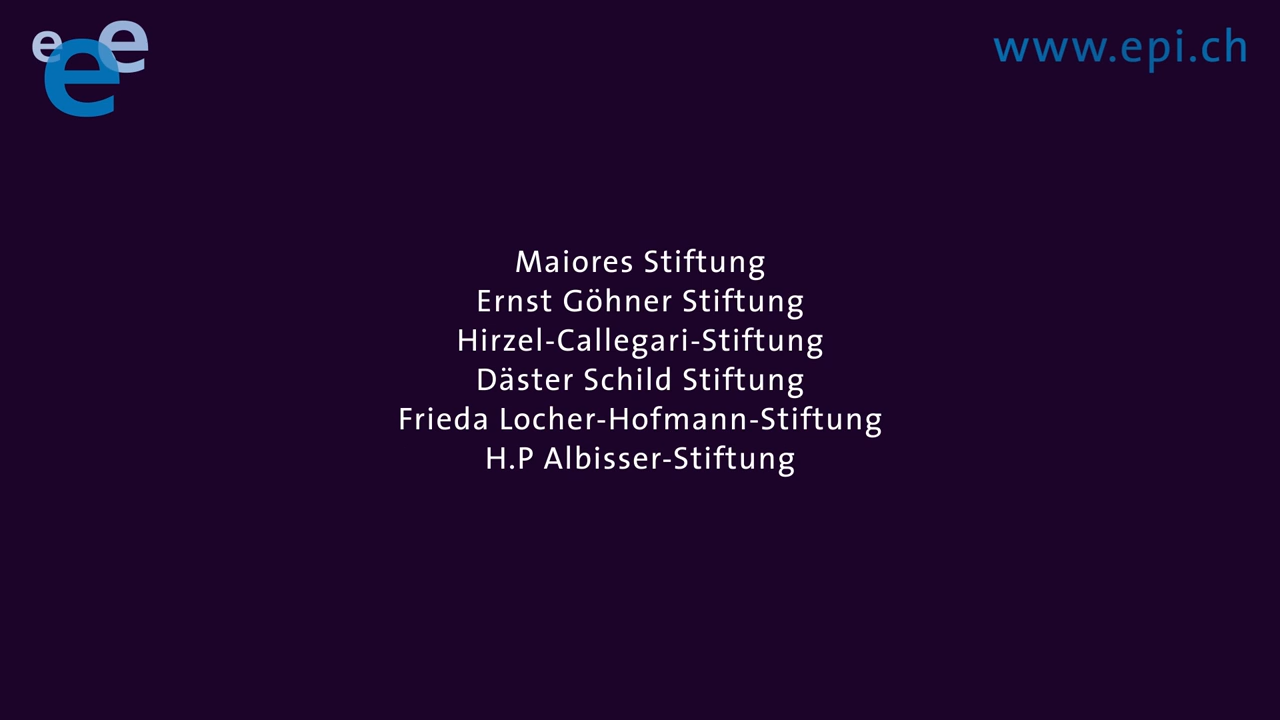 e e e
www.epi.ch
Maiores Stiftung
Ernst Göhner Stiftung
Hirzel-Callegari-Stiftung
Däster Schild Stiftung
Frieda Locher-Hofmann-Stiftung
H.P Albisser-Stiftung